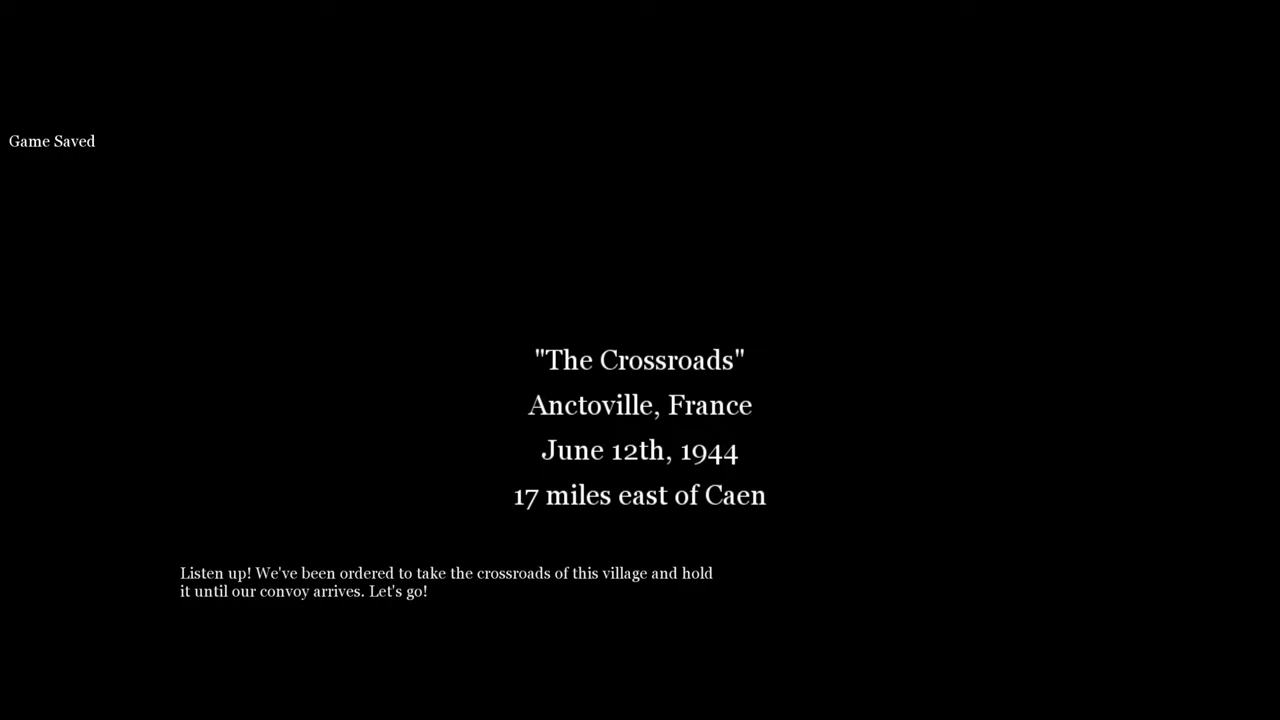 Game Saved
"The Crossroads"
Anctoville, France
June 12th, 1944
17 miles east of Caen
Listen up! We've been ordered to take the crossroads of this village and hold
it until our convoy arrives. Let's go!